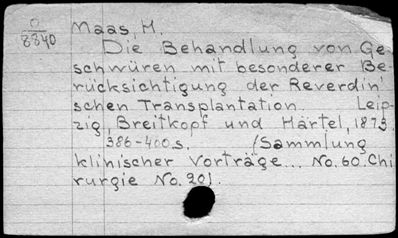 O
8840
Maas, H.
Die Behandlung von Ge-
schwüren mit besonderer Be-
rücksichtigung der Reverdin'
schen Transplantation. Leip-
zig, Breitkopf und Härtel, 1873.
386-400 s. (Sammlung
klinischer Vorträge... No. 60. Chi
rurgie No. 20).